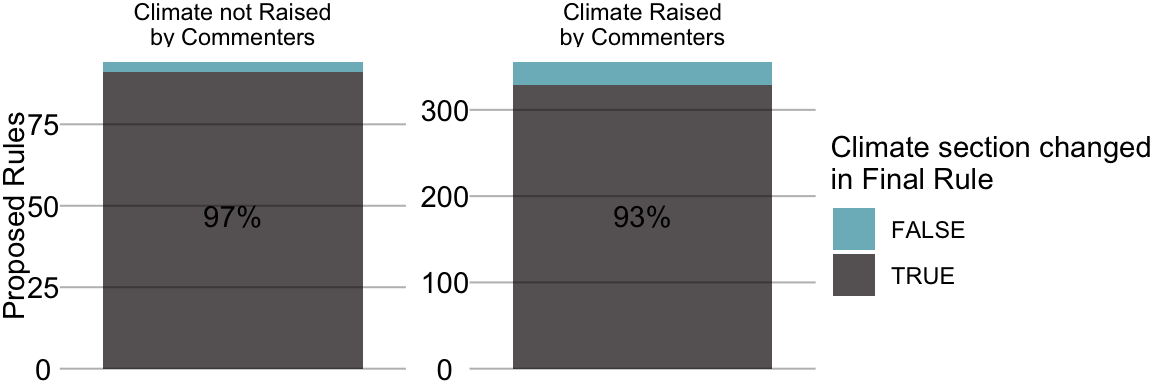 Climate not Raised
by Commenters
Climate Raised
by Commenters
Proposed Rules
75
50
25
0
97%
300
200
100
0
93%
Climate section changed
in Final Rule
FALSE
TRUE